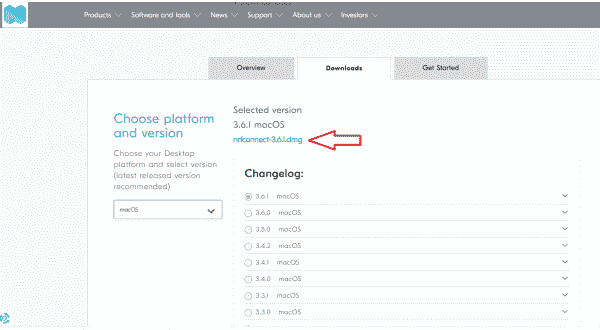 Products Software and tools News Support About us Investors
Overview Downloads Get Started
Choose platform
and version
Choose your Desktop
platform and select version
(latest released version
recommended)
macOS
Selected version
3.6.1 macOS
nrfconnect-3.6.1.dmg
Changelog:
3.6.1 macOS
3.6.0 macOS
3.5.0 macOS
3.4.2 macOS
3.4.1 macOS
3.4.0 macOS
3.3.1 macOS
3.3.0 macOS